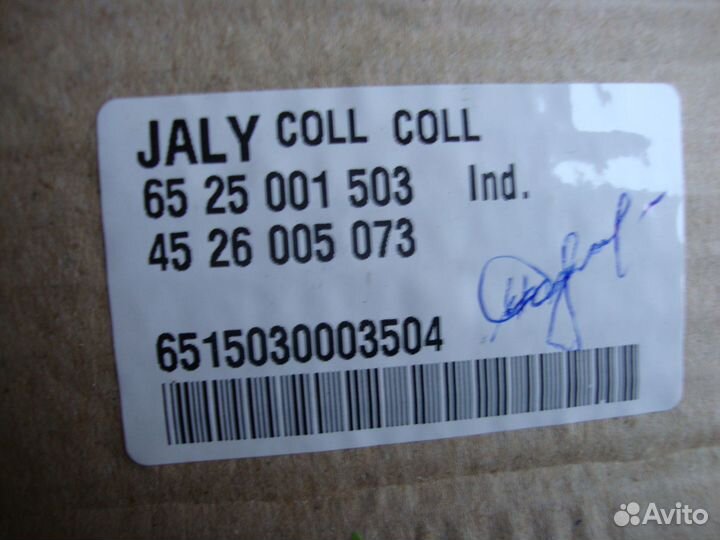 JALY COLL COLL
65 25 001 503 Ind.
45 26 005 073
6515030003504
Avito